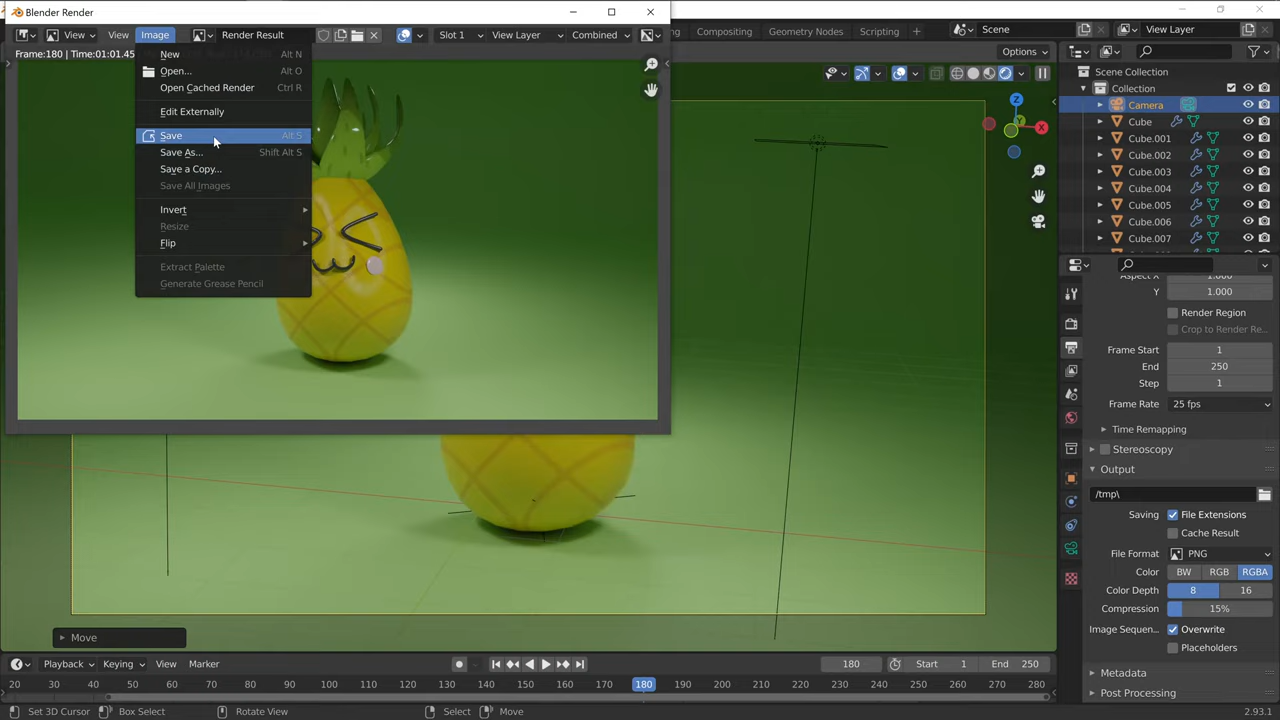 Blender Render
View View Image Render Result Slot 1 View Layer Combined
Compositing Geometry Nodes Scripting Scene View Layer
Frame:180 | Time:01:01.45
New Alt N
Open... Alt O
Open Cached Render Ctrl R
Edit Externally
Save Alt S
Save As... Shift Alt S
Save a Copy...
Save All Images
Invert
Resize
Flip
Extract Palette
Generate Grease Pencil
Options
X
Scene Collection
Collection
Camera
Cube
Cube.001
Cube.002
Cube.003
Cube.004
Cube.005
Cube.006
Cube.007
Aspect X 1.000
Y 1.000
Render Region
Crop to Render Re...
Frame Start 1
End 250
Step 1
Frame Rate 25 fps
Time Remapping
Stereoscopy
Output
/tmp\
Saving File Extensions
Cache Result
File Format PNG
Color BW RGB RGBA
Color Depth 8 16
Compression 15%
Image Sequen... Overwrite
Placeholders
Metadata
Post Processing
Move
Playback Keying View Marker 180 Start 1 End 250
20 30 40 50 60 70 80 90 100 110 120 130 140 150 160 170 180 190 200 210 220 230 240 250 260 270 280
Set 3D Cursor Box Select Rotate View Select Move 2.93.1